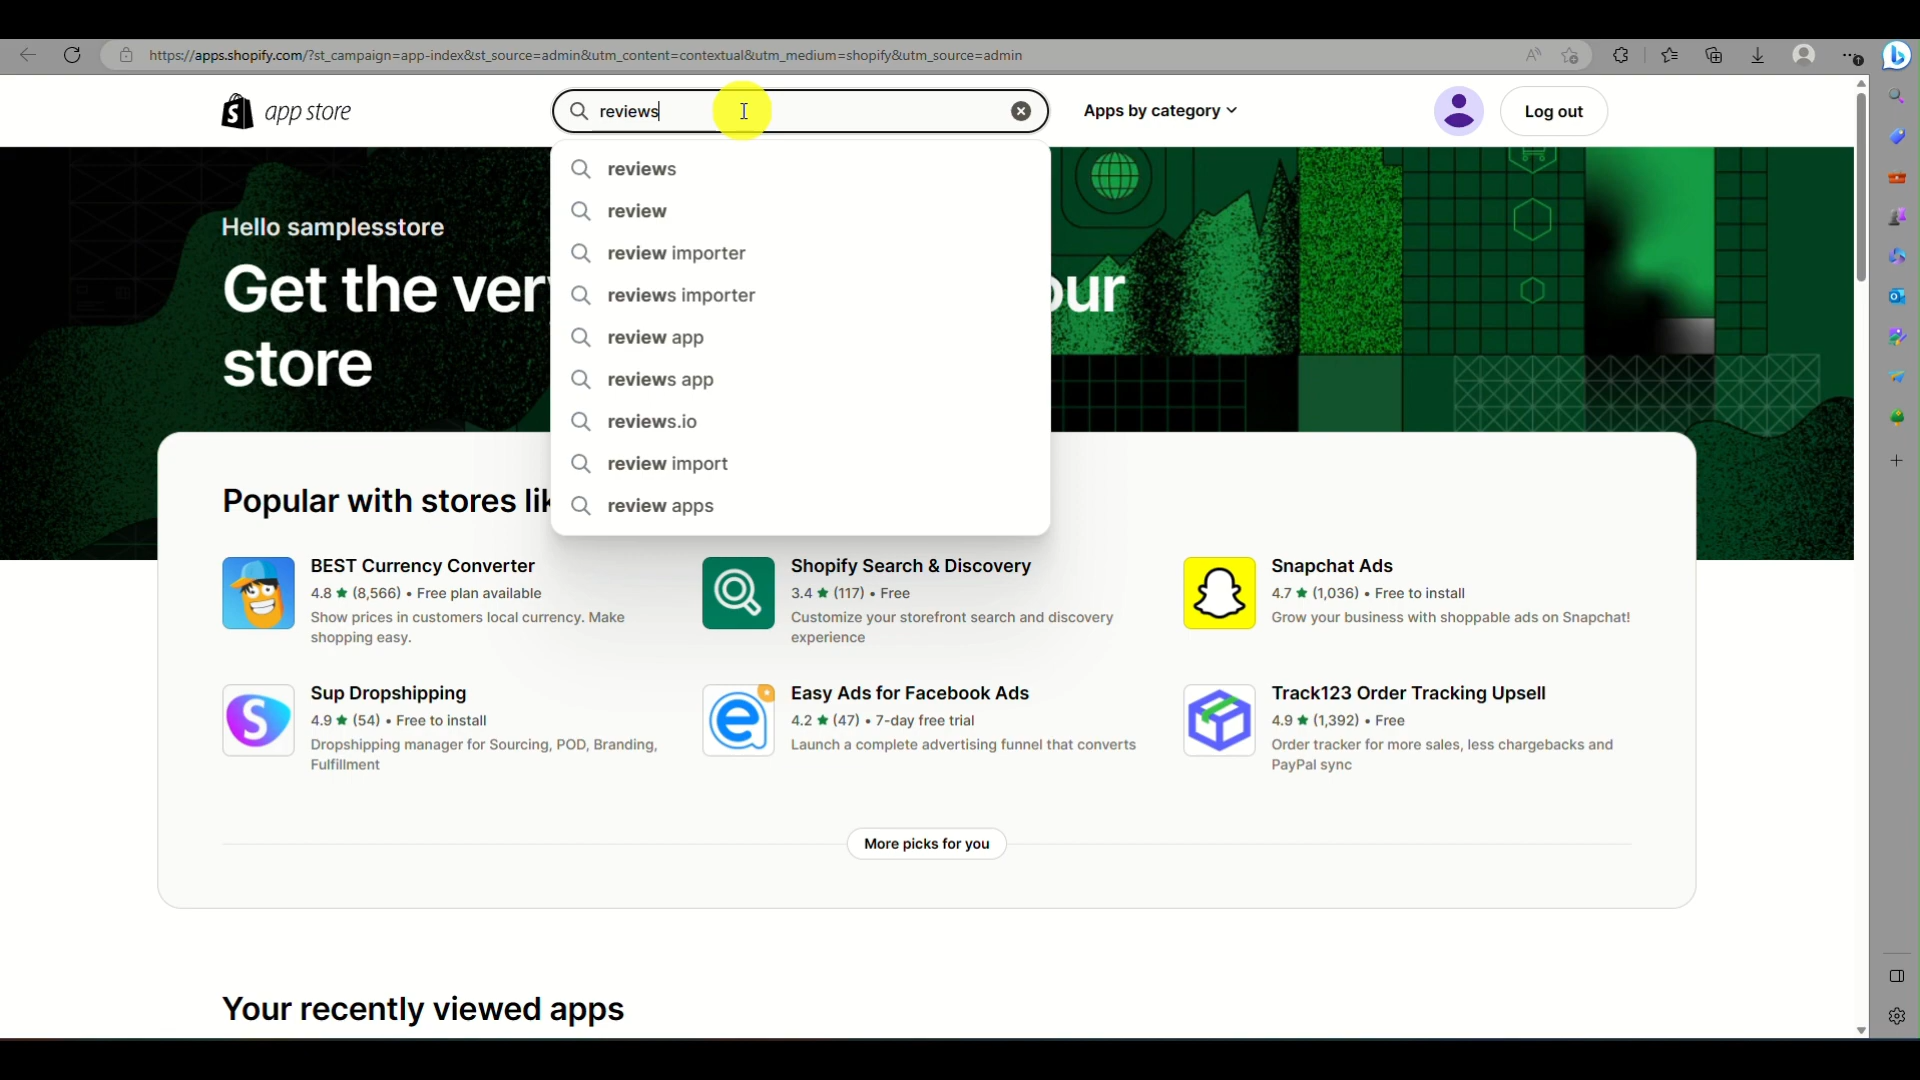 https://apps.shopify.com/?st_campaign=app-index&st_source=admin&utm_content=contextual&utm_medium=shopify&utm_source=admin
app store
reviews
Apps by category
Log out
reviews
review
review importer
reviews importer
review app
reviews app
reviews.io
review import
review apps
Hello samplesstore
Get the ver
our
store
Popular with stores lik
BEST Currency Converter
4.8 ★ (8,566) • Free plan available
Show prices in customers local currency. Make
shopping easy.
Shopify Search & Discovery
3.4 ★ (117) • Free
Customize your storefront search and discovery
experience
Snapchat Ads
4.7 ★ (1,036) • Free to install
Grow your business with shoppable ads on Snapchat!
Sup Dropshipping
4.9 ★ (54) • Free to install
Dropshipping manager for Sourcing, POD, Branding,
Fulfillment
Easy Ads for Facebook Ads
4.2 ★ (47) • 7-day free trial
Launch a complete advertising funnel that converts
Track123 Order Tracking Upsell
4.9 ★ (1,392) • Free
Order tracker for more sales, less chargebacks and
PayPal sync
More picks for you
Your recently viewed apps